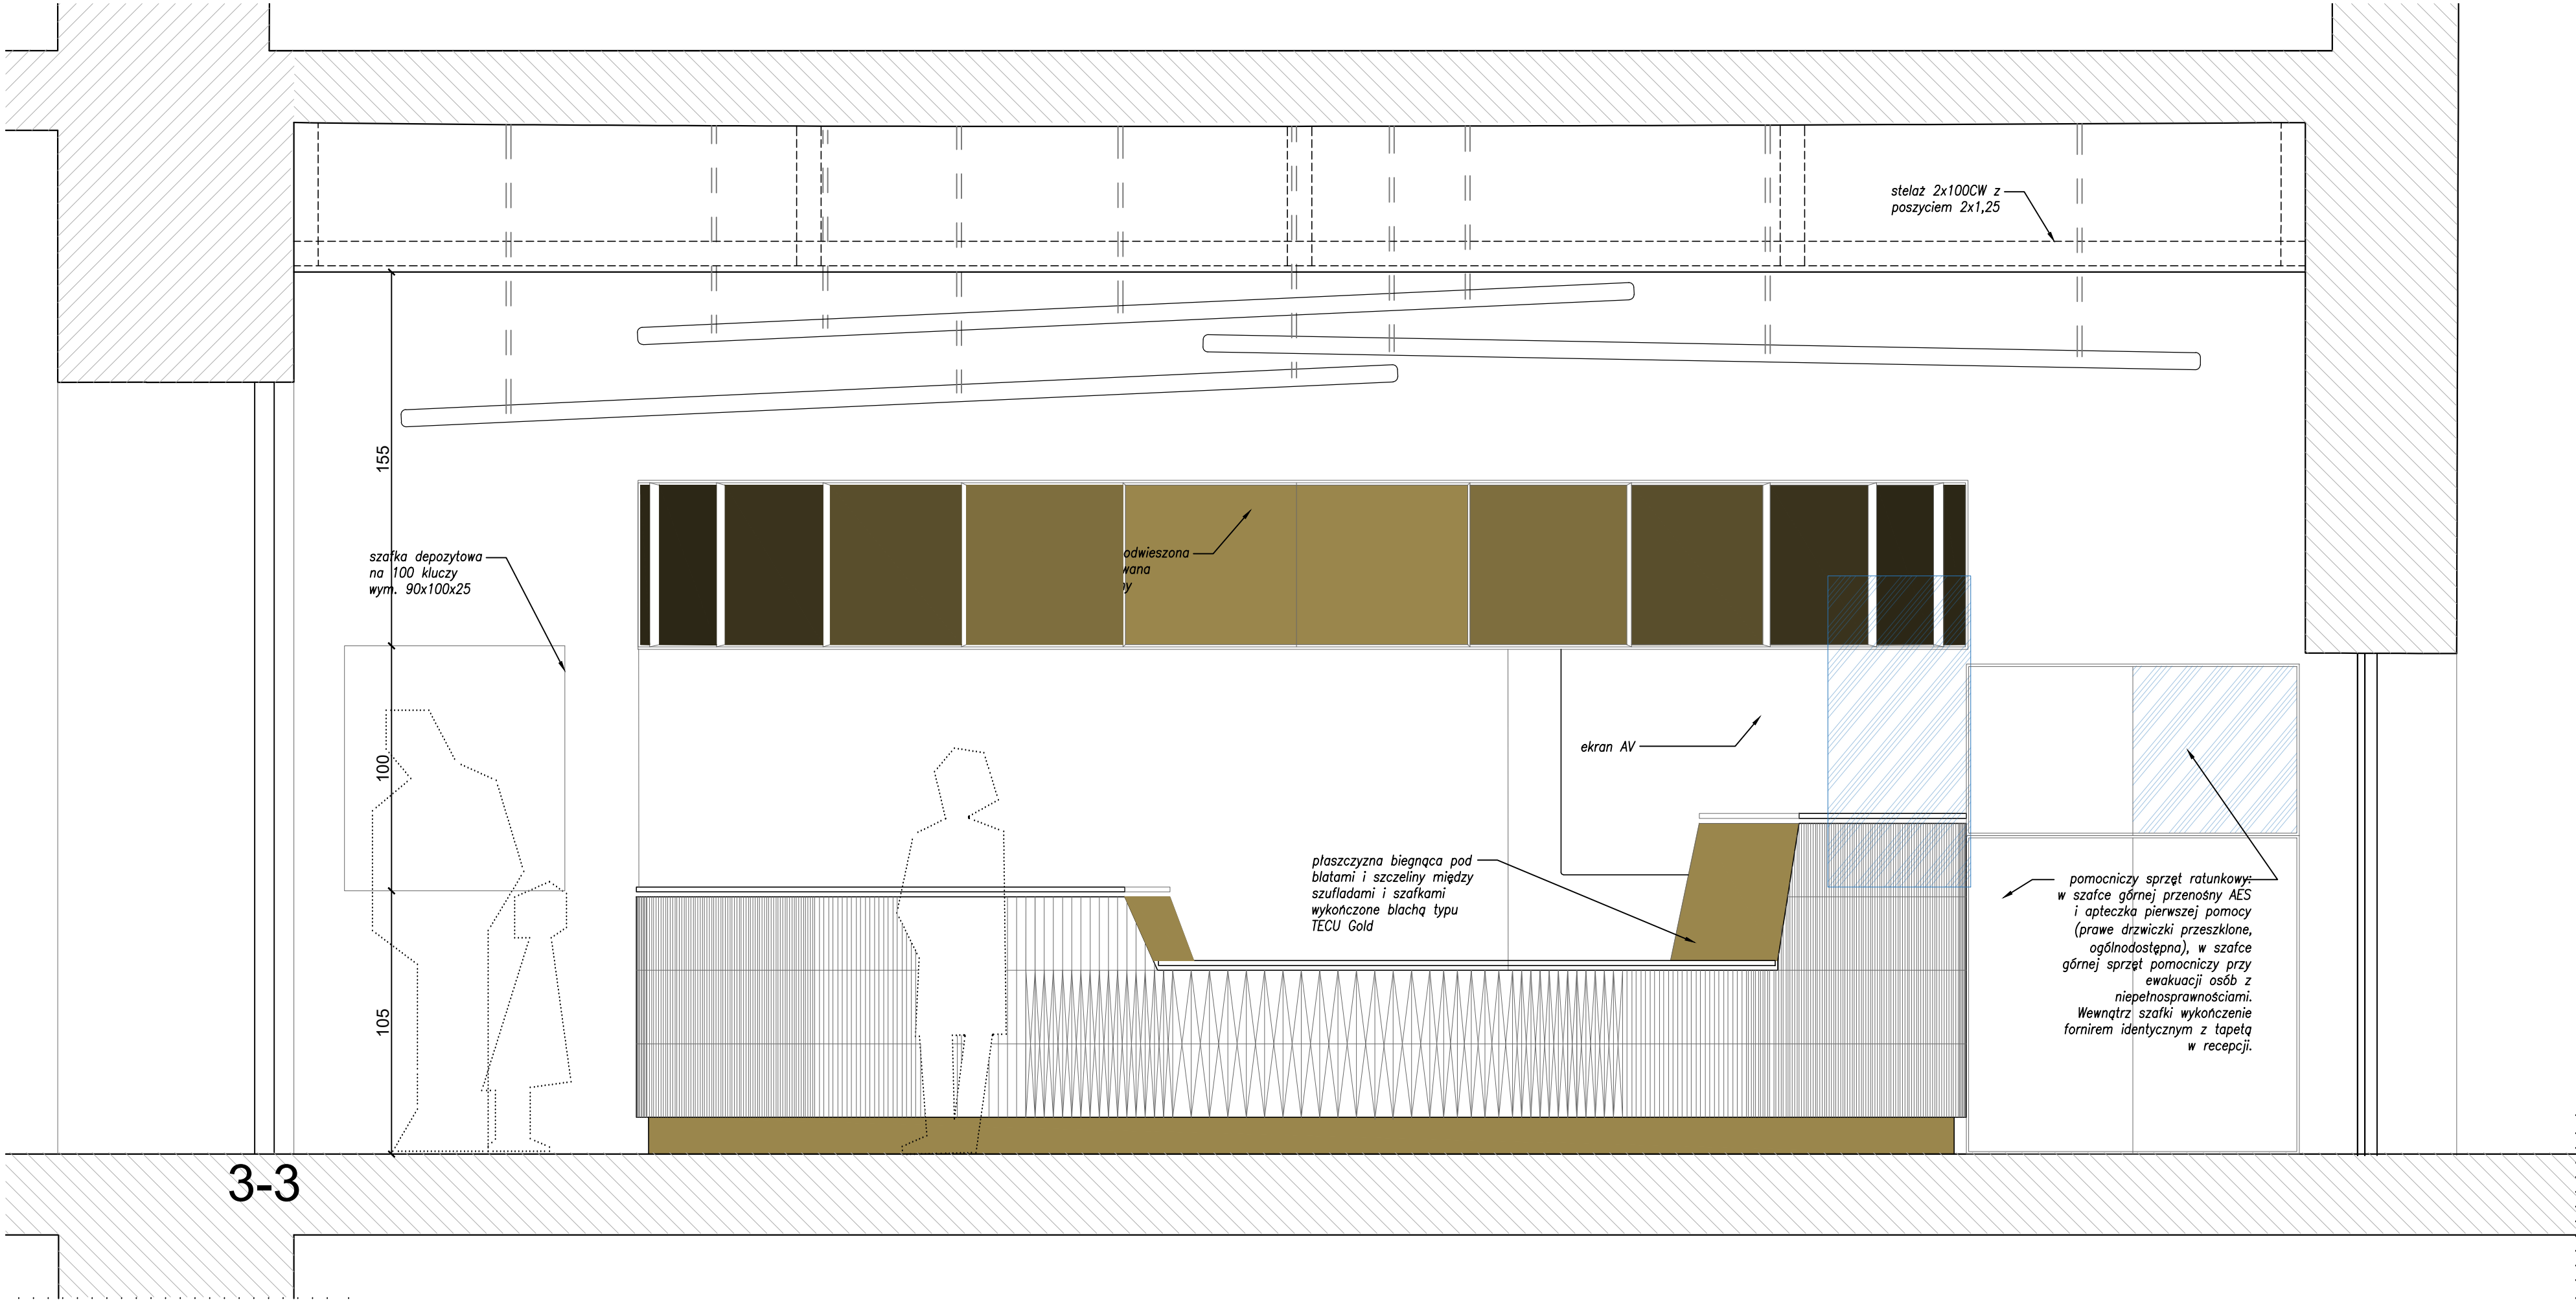 stelaż 2x100CW z
poszyciem 2x1,25
155
szafka depozytowa
na 100 kluczy
wym. 90x100x25
odwieszona
wana
ny
100
ekran AV
płaszczyzna biegnąca pod
blatami i szczeliny między
szufladami i szafkami
wykończone blachą typu
TECU Gold
pomocniczy sprzęt ratunkowy:
w szafce górnej przenośny AES
i apteczka pierwszej pomocy
(prawe drzwiczki przeszklone,
ogólnodostępna), w szafce
górnej sprzęt pomocniczy przy
ewakuacji osób z
niepełnosprawnościami.
Wewnątrz szafki wykończenie
fornirem identycznym z tapetą
w recepcji.
105
3-3